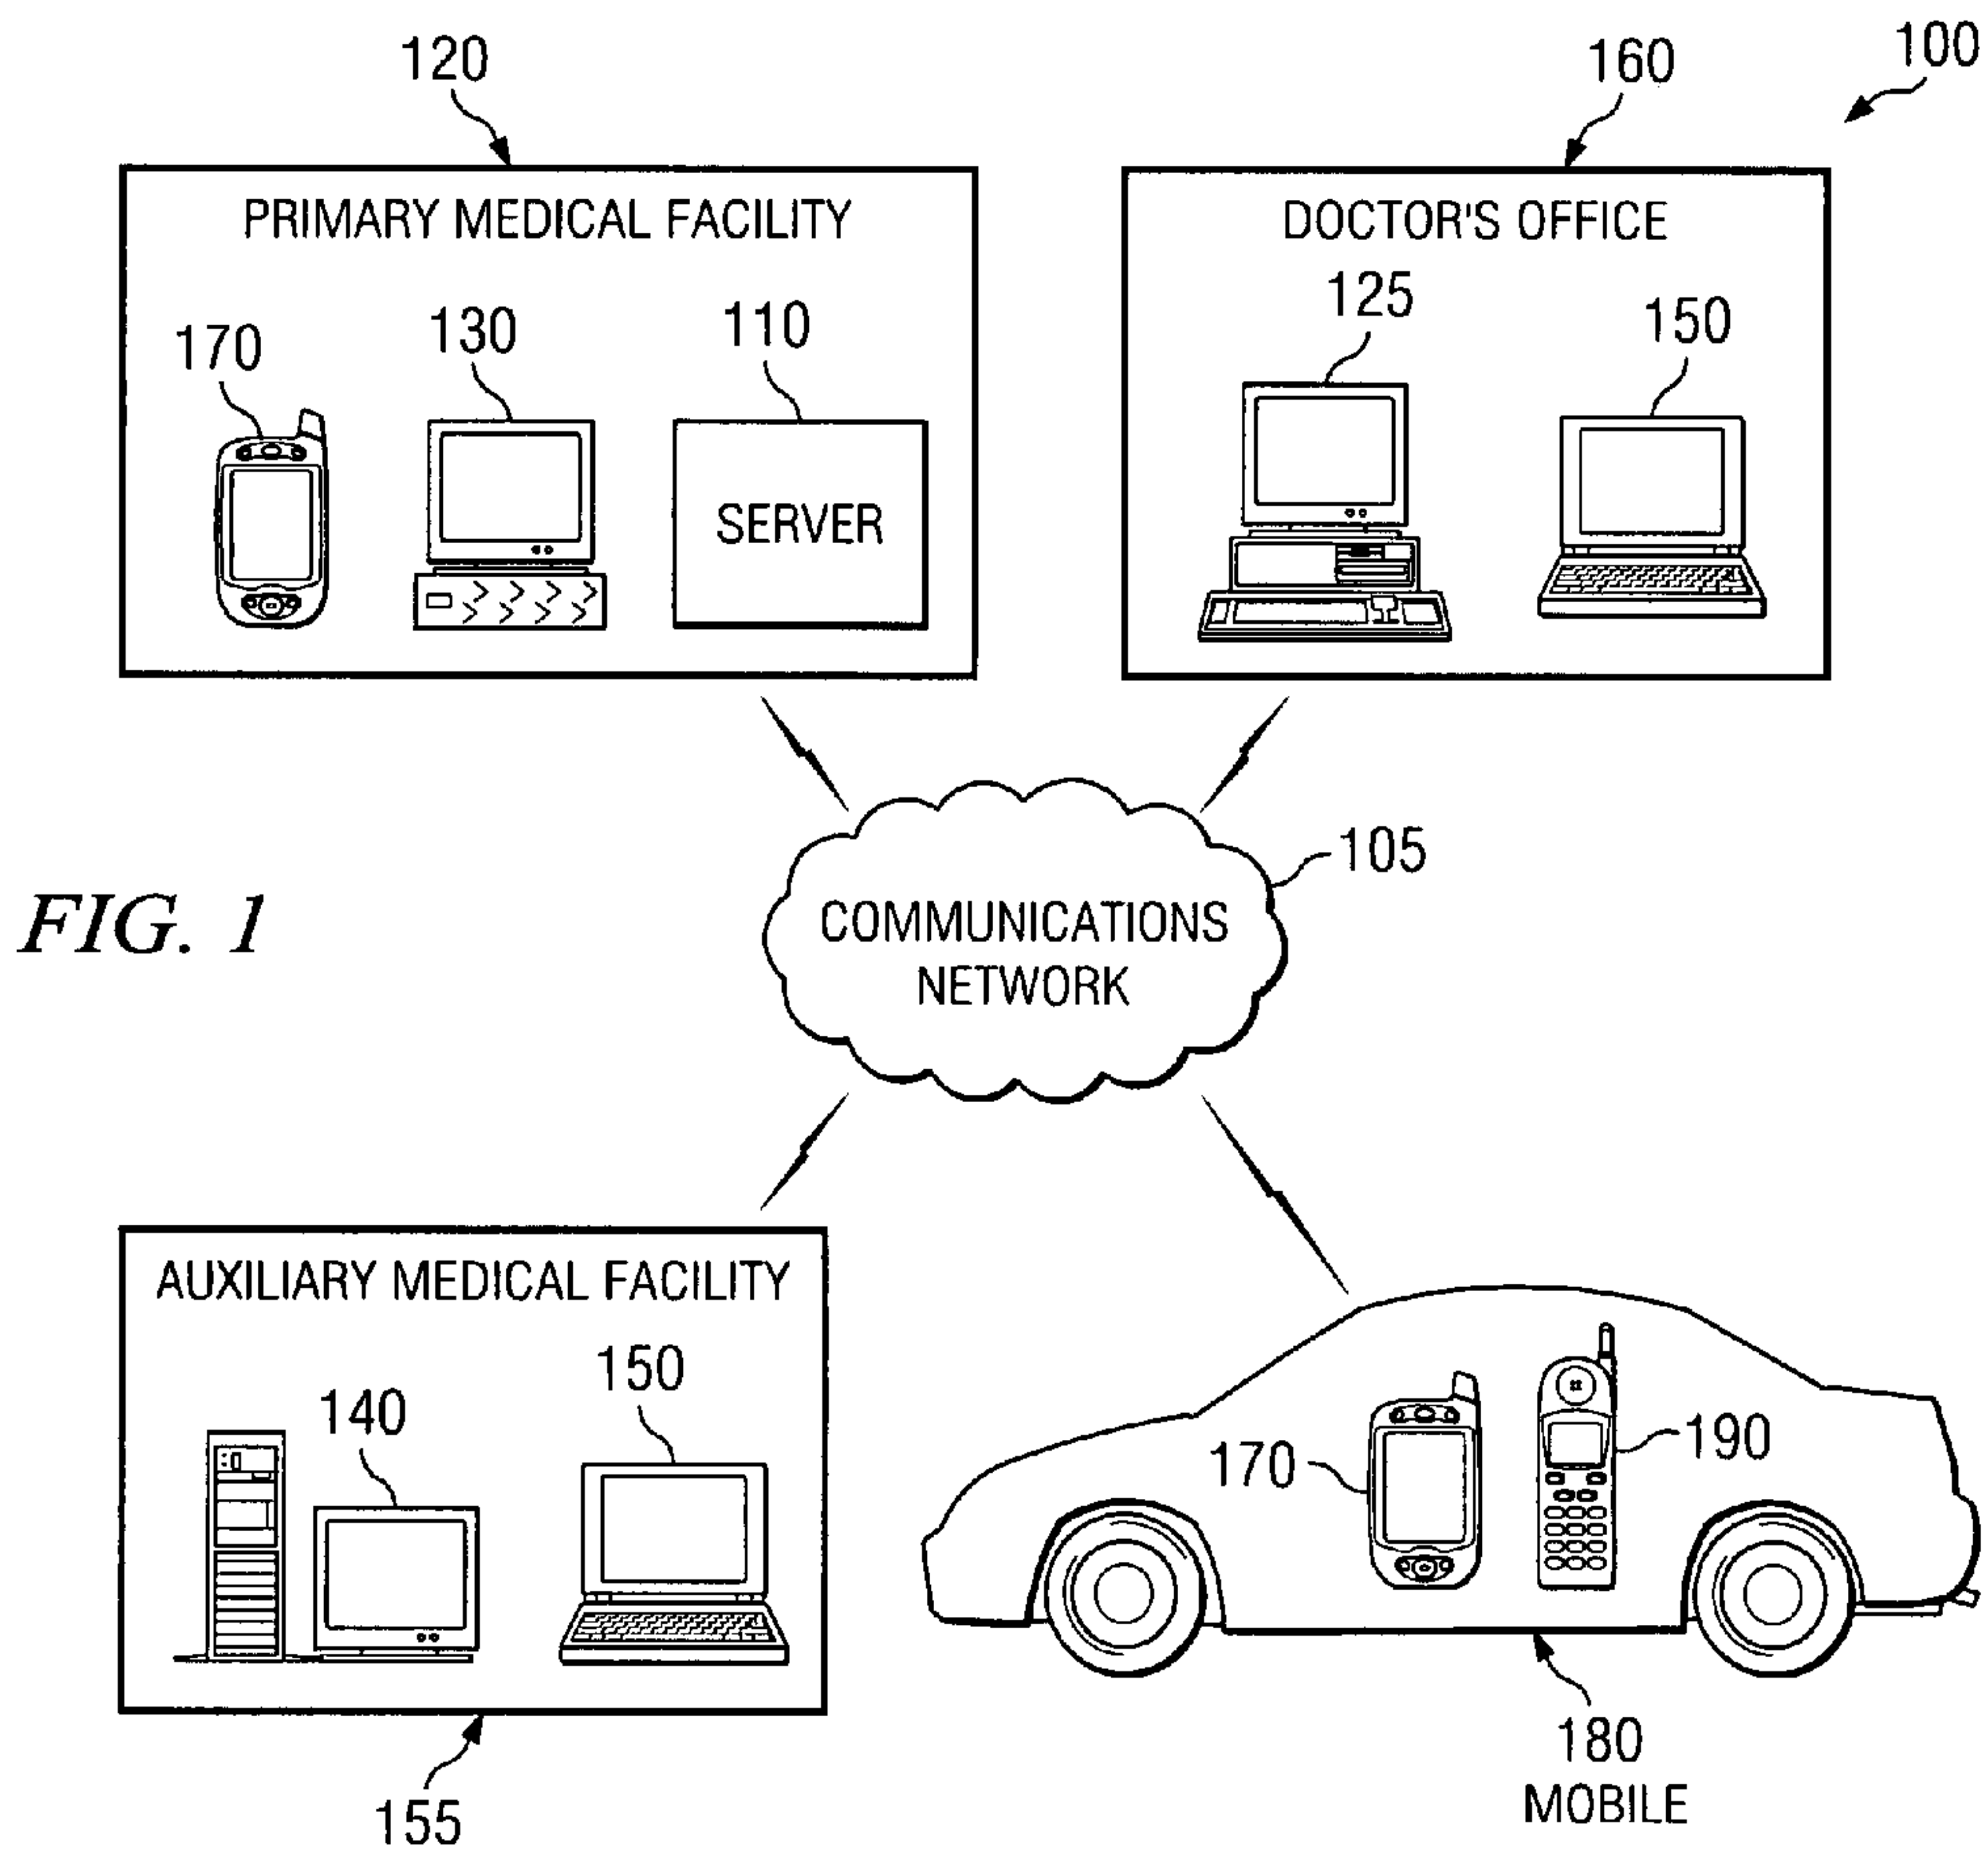 120
160
100
PRIMARY MEDICAL FACILITY
DOCTOR'S OFFICE
170
130
110
125
150
SERVER
105
COMMUNICATIONS
NETWORK
FIG. 1
AUXILIARY MEDICAL FACILITY
140
150
170
190
155
180
MOBILE